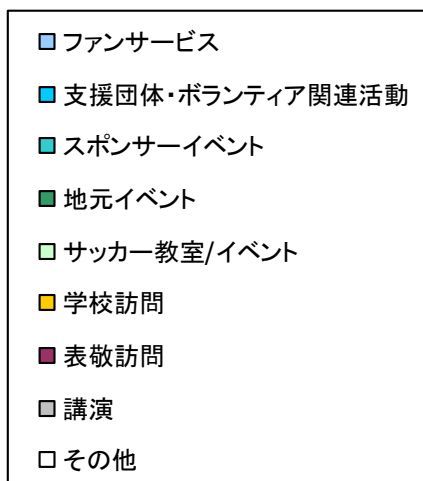 ファンサービス
支援団体・ボランティア関連活動
スポンサーイベント
地元イベント
サッカー教室/イベント
学校訪問
表敬訪問
講演
その他